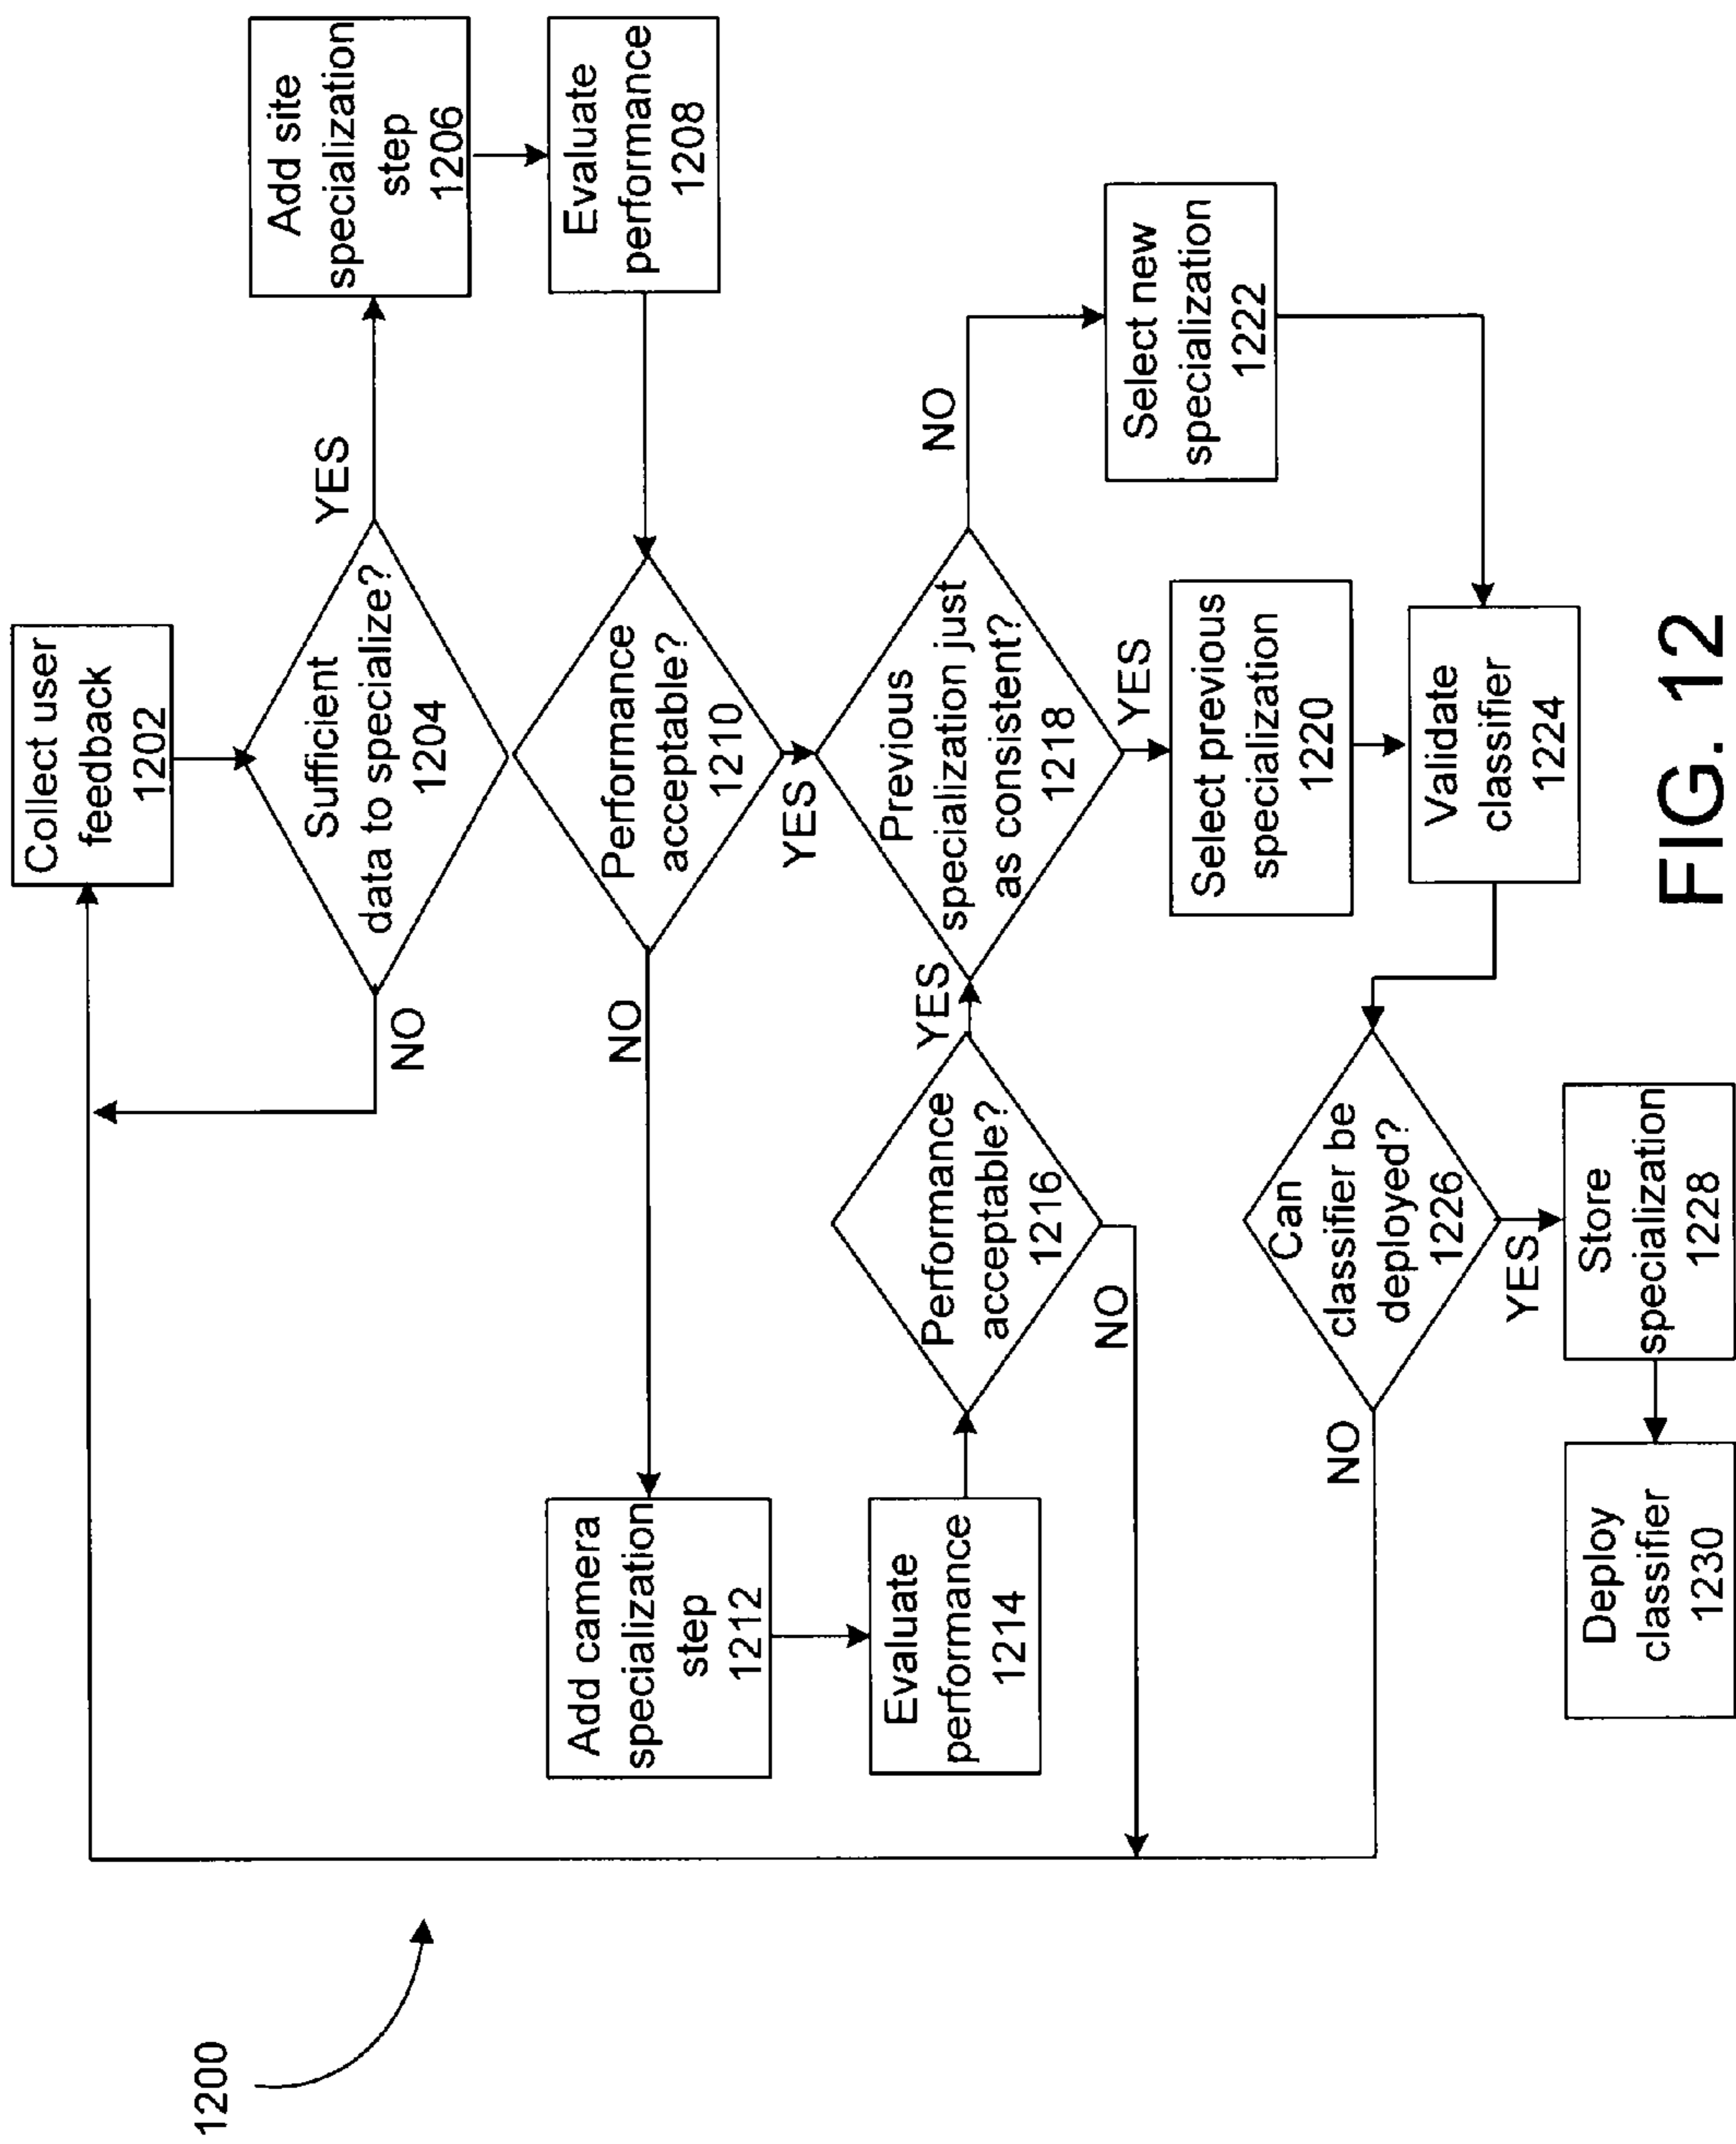 1200
Collect user
feedback
1202
Sufficient
data to specialize?
1204
YES
NO
Add site
specialization
step
1206
Evaluate
performance
1208
Performance
acceptable?
1210
NO
YES
Add camera
specialization
step
1212
Evaluate
performance
1214
Performance
acceptable?
1216
YES
NO
Previous
specialization just
as consistent?
1218
NO
YES
Select previous
specialization
1220
Select new
specialization
1222
Validate
classifier
1224
Can
classifier be
deployed?
1226
NO
YES
Store
specialization
1228
Deploy
classifier
1230
FIG. 12